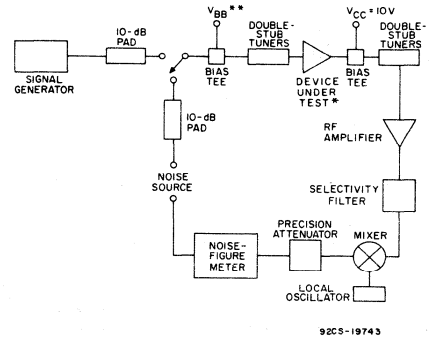 VBB**
VCC = 10V
10-dB
PAD
DOUBLE-
STUB
TUNERS
DOUBLE-
STUB
TUNERS
SIGNAL
GENERATOR
BIAS
TEE
DEVICE
UNDER
TEST*
BIAS
TEE
10-dB
PAD
RF
AMPLIFIER
NOISE
SOURCE
SELECTIVITY
FILTER
PRECISION
ATTENUATOR
MIXER
NOISE-
FIGURE
METER
LOCAL
OSCILLATOR
92CS-19743